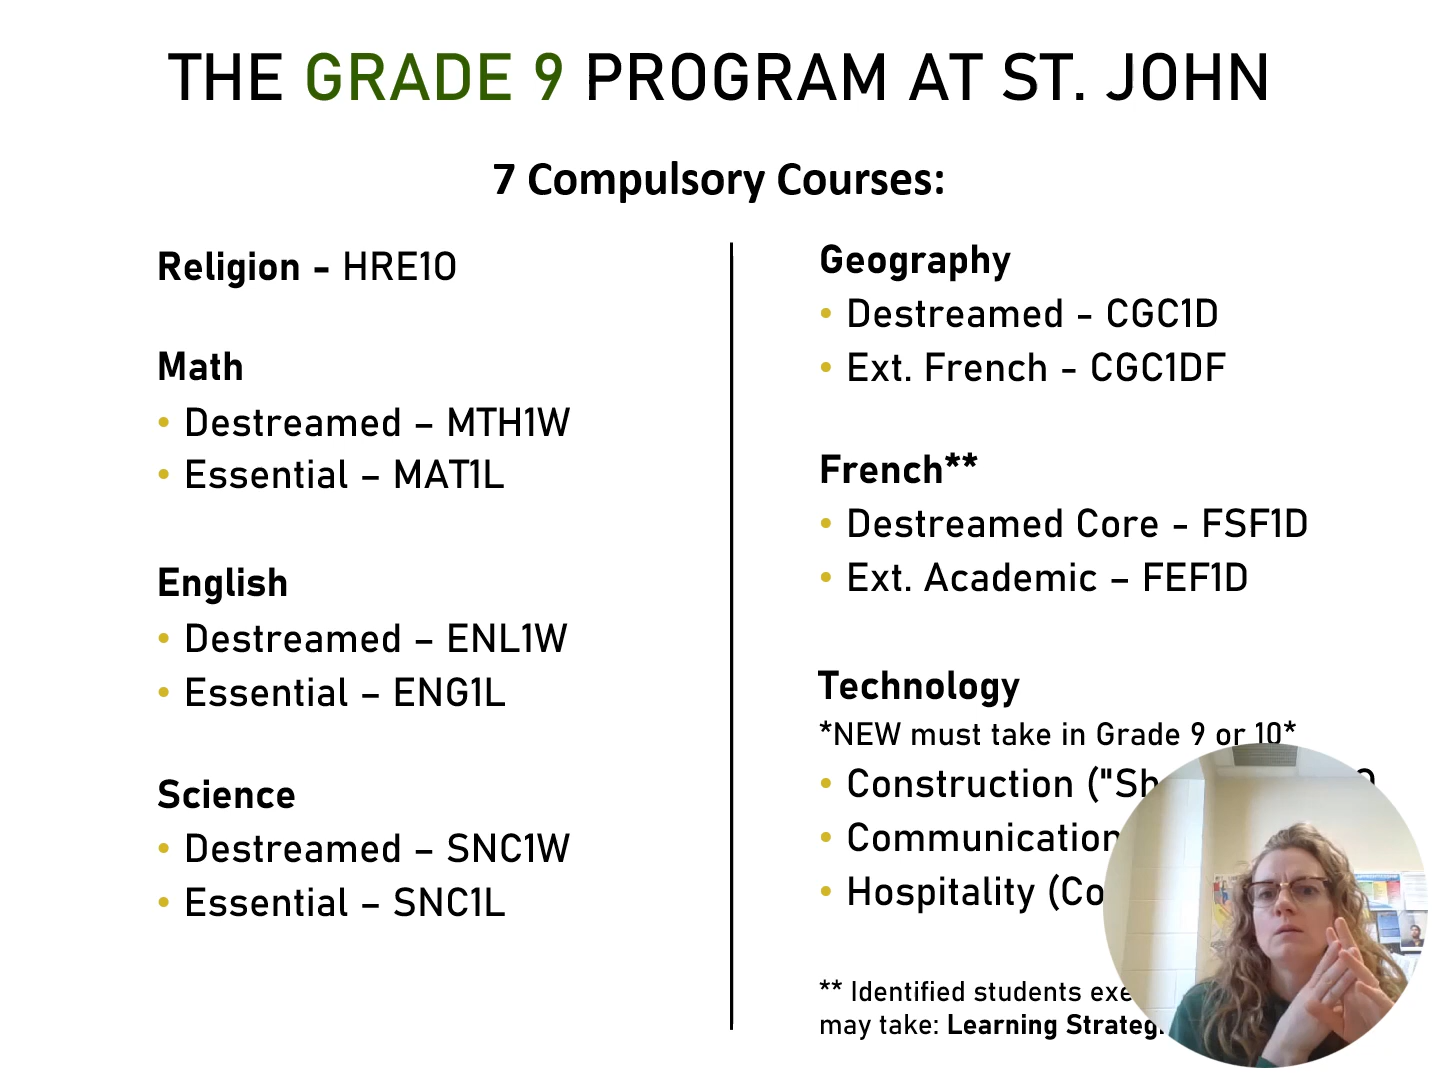 THE GRADE 9 PROGRAM AT ST. JOHN
7 Compulsory Courses:
Religion - HRE1O
Math
• Destreamed – MTH1W
• Essential – MAT1L
English
• Destreamed – ENL1W
• Essential – ENG1L
Science
• Destreamed – SNC1W
• Essential – SNC1L
Geography
• Destreamed - CGC1D
• Ext. French - CGC1DF
French**
• Destreamed Core - FSF1D
• Ext. Academic – FEF1D
Technology
*NEW must take in Grade 9 or 10*
• Construction
• Communication
• Hospitality
** Identified students
may take: Learning